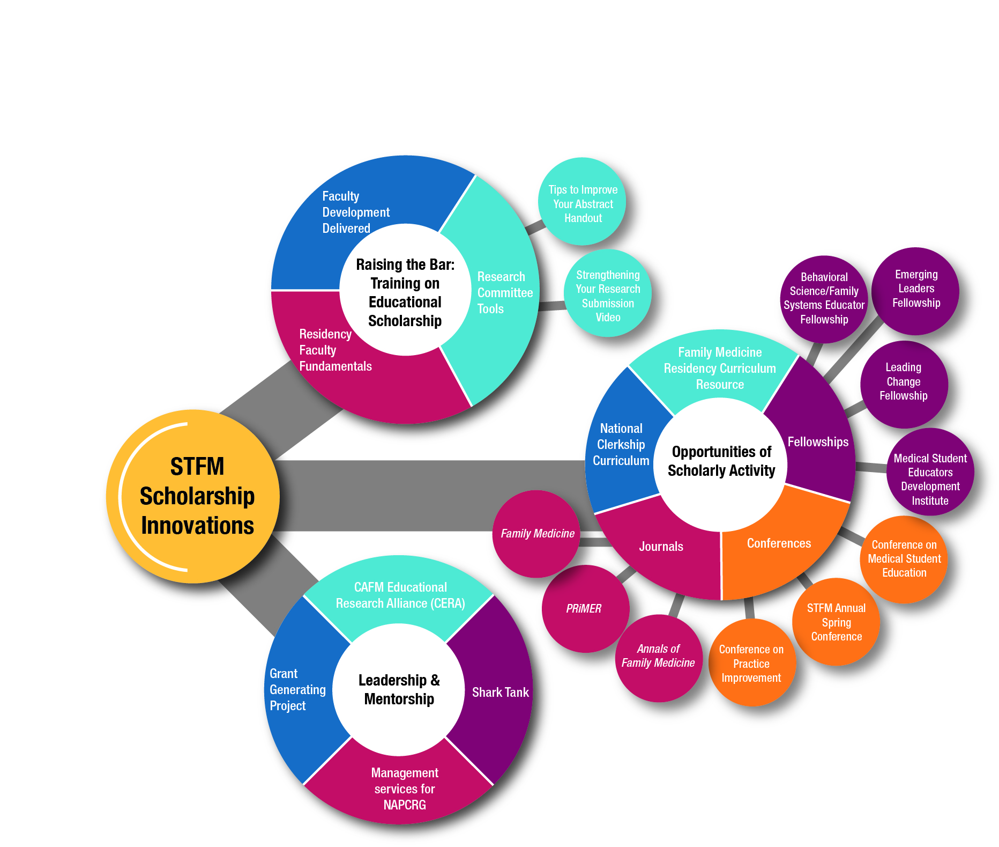 STFM
Scholarship
Innovations
Raising the Bar:
Training on
Educational
Scholarship
Faculty
Development
Delivered
Research
Committee
Tools
Residency
Faculty
Fundamentals
Tips to Improve
Your Abstract
Handout
Strengthening
Your Research
Submission
Video
Opportunities of
Scholarly Activity
Family Medicine
Residency Curriculum
Resource
National
Clerkship
Curriculum
Fellowships
Behavioral
Science/Family
Systems Educator
Fellowship
Emerging
Leaders
Fellowship
Leading
Change
Fellowship
Medical Student
Educators
Development
Institute
Conferences
Conference on
Medical Student
Education
STFM Annual
Spring
Conference
Conference on
Practice
Improvement
Journals
Family Medicine
PRiMER
Annals of
Family Medicine
Leadership &
Mentorship
CAFM Educational
Research Alliance (CERA)
Grant
Generating
Project
Shark Tank
Management
services for
NAPCRG